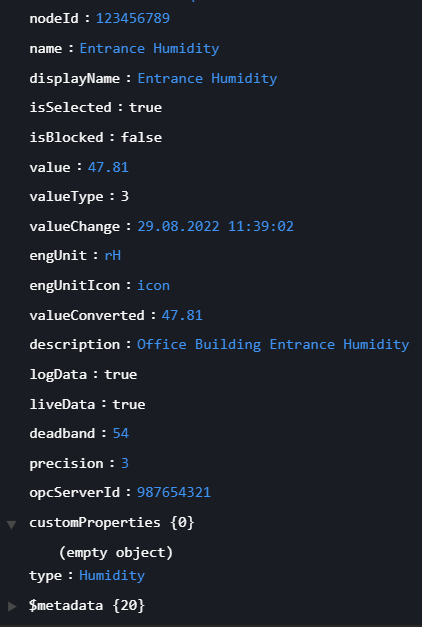 nodeId : 123456789
name : Entrance Humidity
displayName : Entrance Humidity
isSelected : true
isBlocked : false
value : 47.81
valueType : 3
valueChange : 29.08.2022 11:39:02
engUnit : rH
engUnitIcon : icon
valueConverted : 47.81
description : Office Building Entrance Humidity
logData : true
liveData : true
deadband : 54
precision : 3
opcServerId : 987654321
customProperties {0}
(empty object)
type : Humidity
$metadata {20}